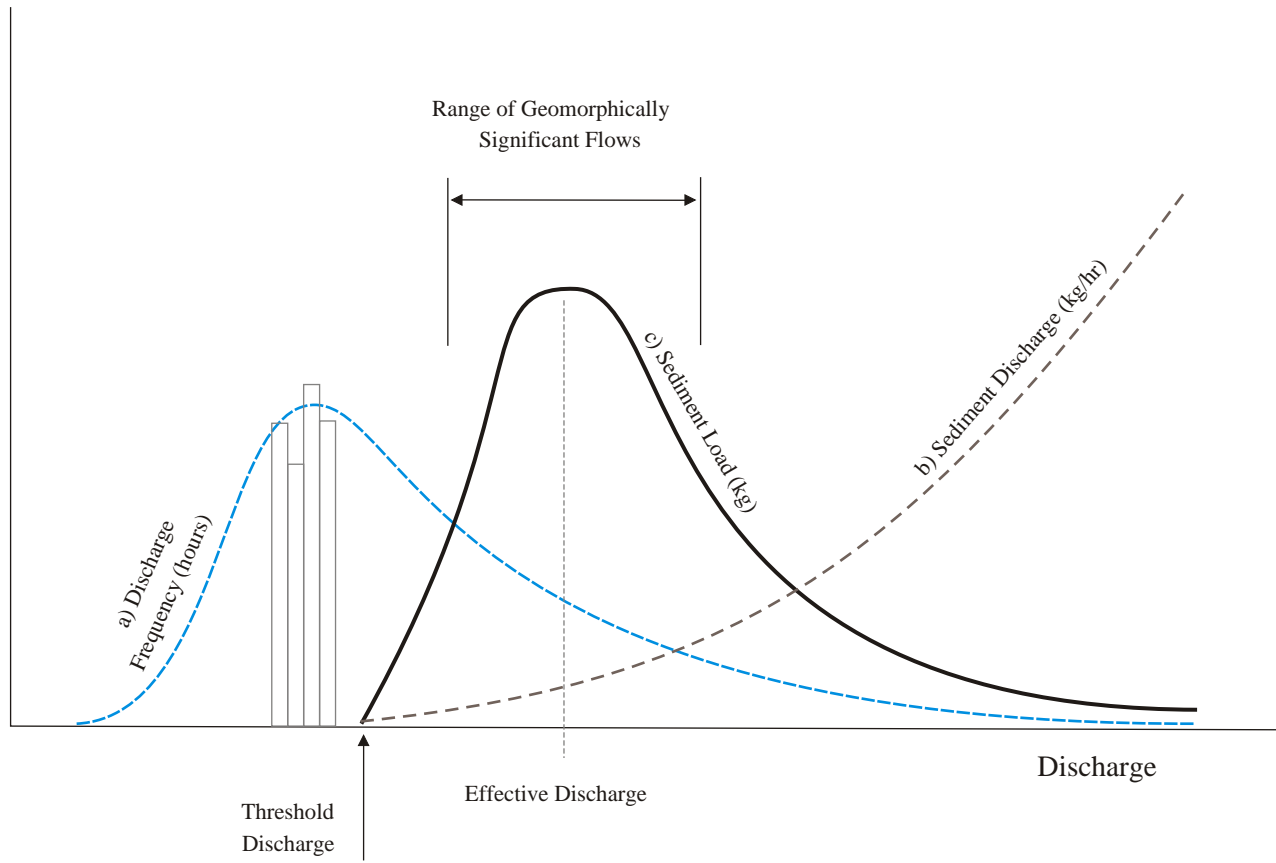 Range of Geomorphically
Significant Flows
a) Discharge
Frequency (hours)
c) Sediment Load (kg)
b) Sediment Discharge (kg/hr)
Discharge
Effective Discharge
Threshold
Discharge